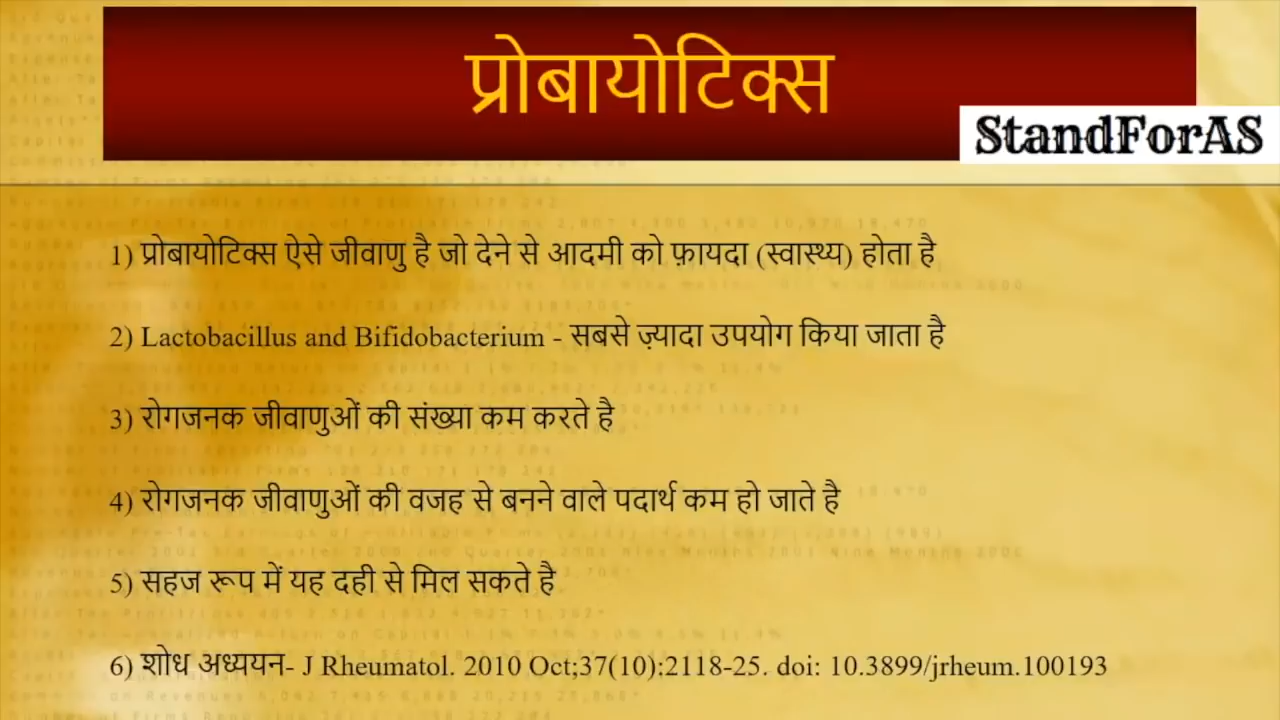 प्रोबायोटिक्स
StandForAS
1) प्रोबायोटिक्स ऐसे जीवाणु है जो देने से आदमी को फ़ायदा (स्वास्थ्य) होता है
2) Lactobacillus and Bifidobacterium - सबसे ज़्यादा उपयोग किया जाता है
3) रोगजनक जीवाणुओं की संख्या कम करते है
4) रोगजनक जीवाणुओं की वजह से बनने वाले पदार्थ कम हो जाते है
5) सहज रूप में यह दही से मिल सकते है
6) शोध अध्ययन- J Rheumatol. 2010 Oct;37(10):2118-25. doi: 10.3899/jrheum.100193